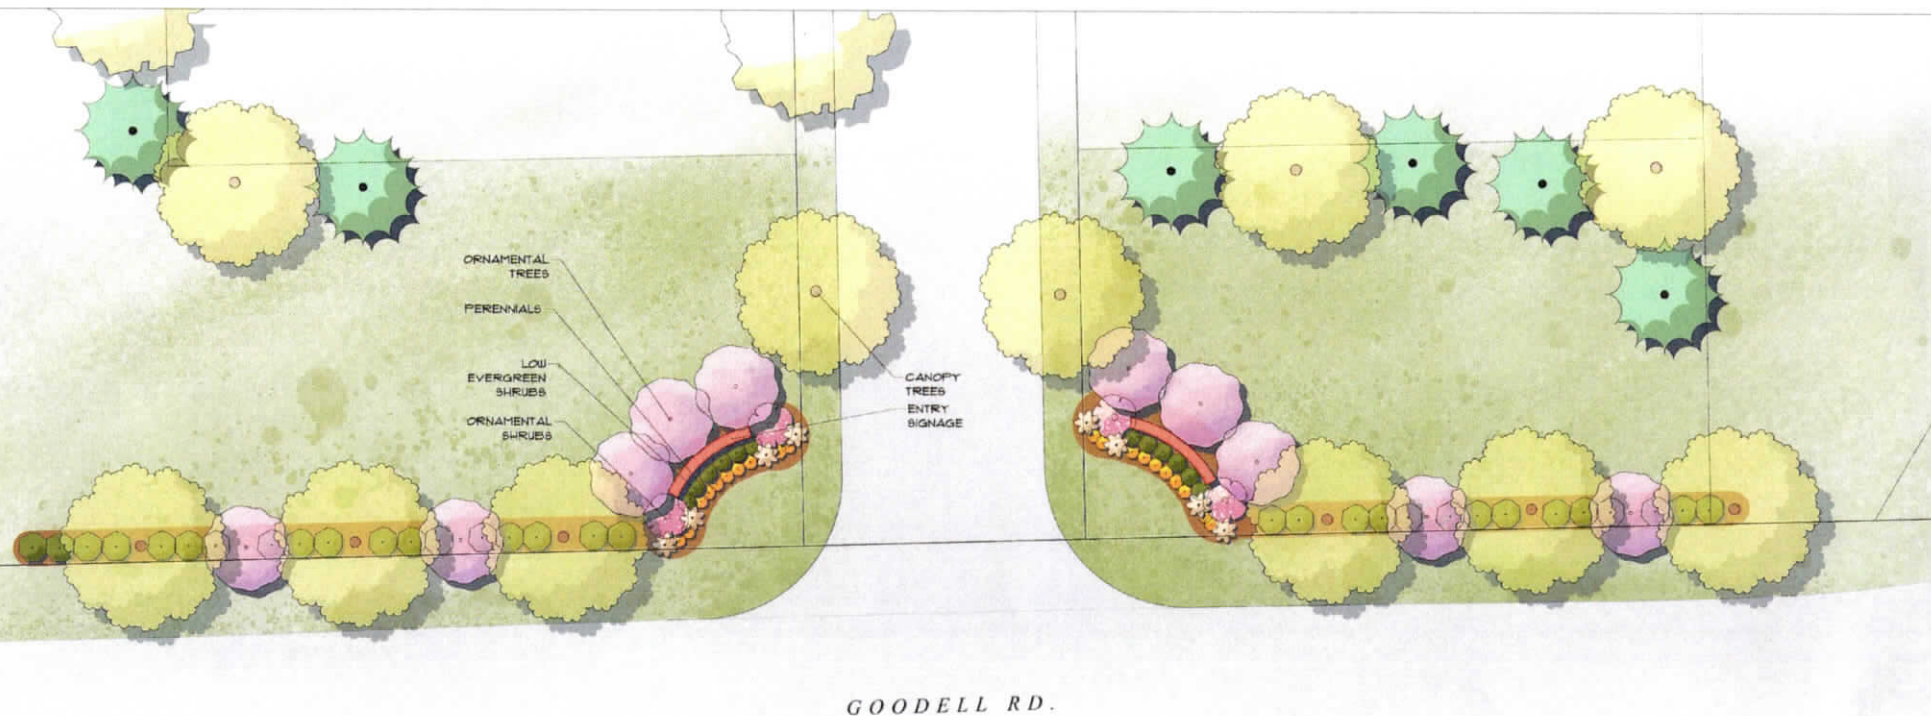 ORNAMENTAL
TREES
PERENNIALS
LOW
EVERGREEN
SHRUBS
ORNAMENTAL
SHRUBS
CANOPY
TREES
ENTRY
SIGNAGE
GOODELL RD.